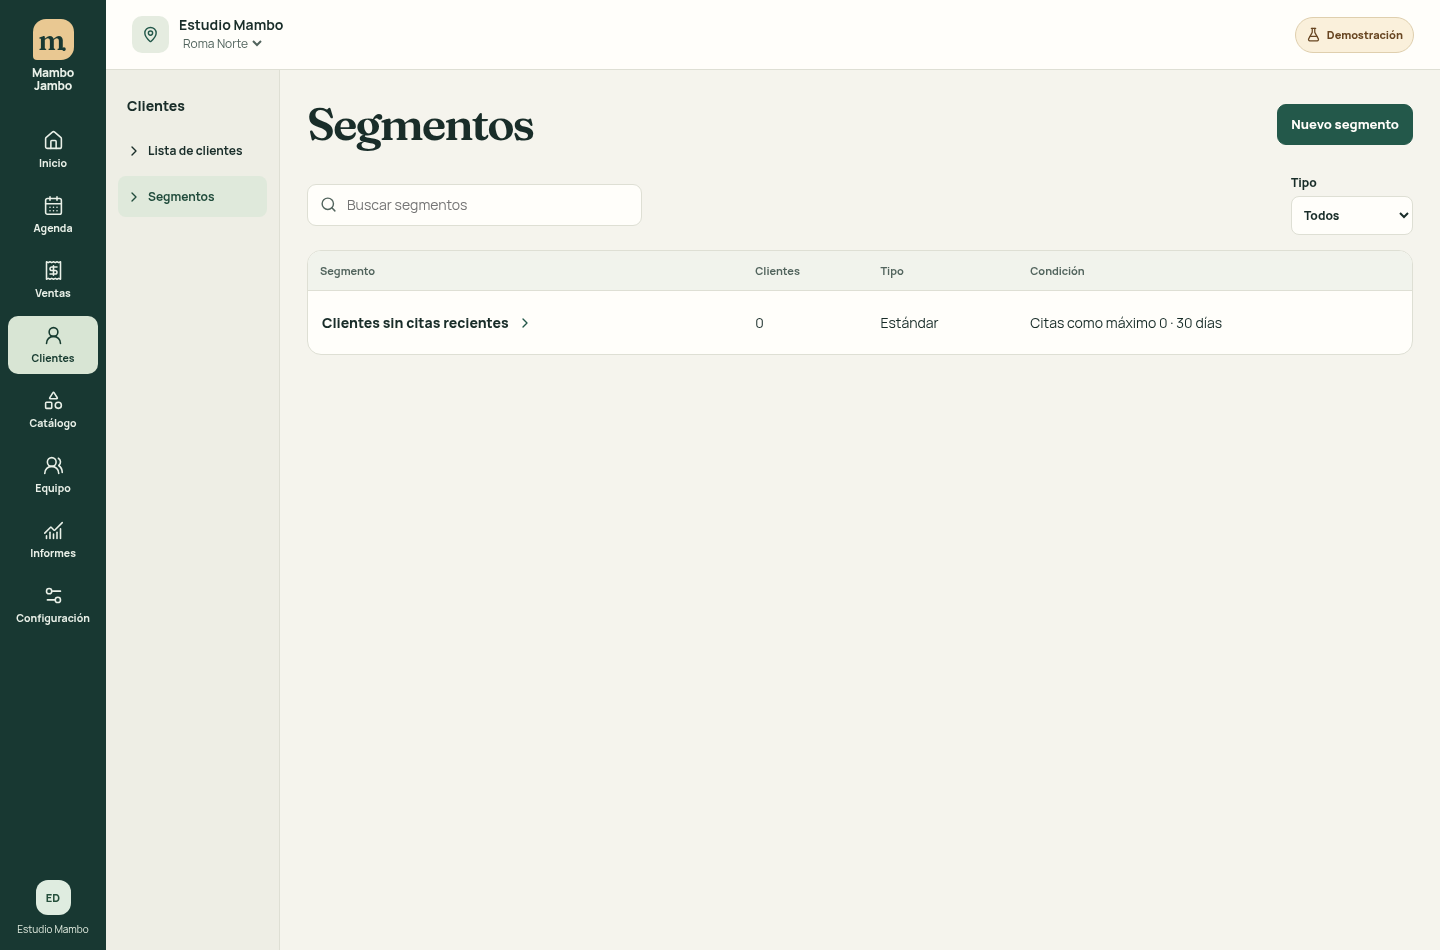 m.
Mambo
Jambo
Inicio
Agenda
Ventas
Clientes
Catálogo
Equipo
Informes
Configuración
ED
Estudio Mambo
Estudio Mambo
Roma Norte
Demostración
Clientes
Lista de clientes
Segmentos
Segmentos
Nuevo segmento
Buscar segmentos
Tipo
Todos
Segmento Clientes Tipo Condición
Clientes sin citas recientes 0 Estándar Citas como máximo 0 · 30 días